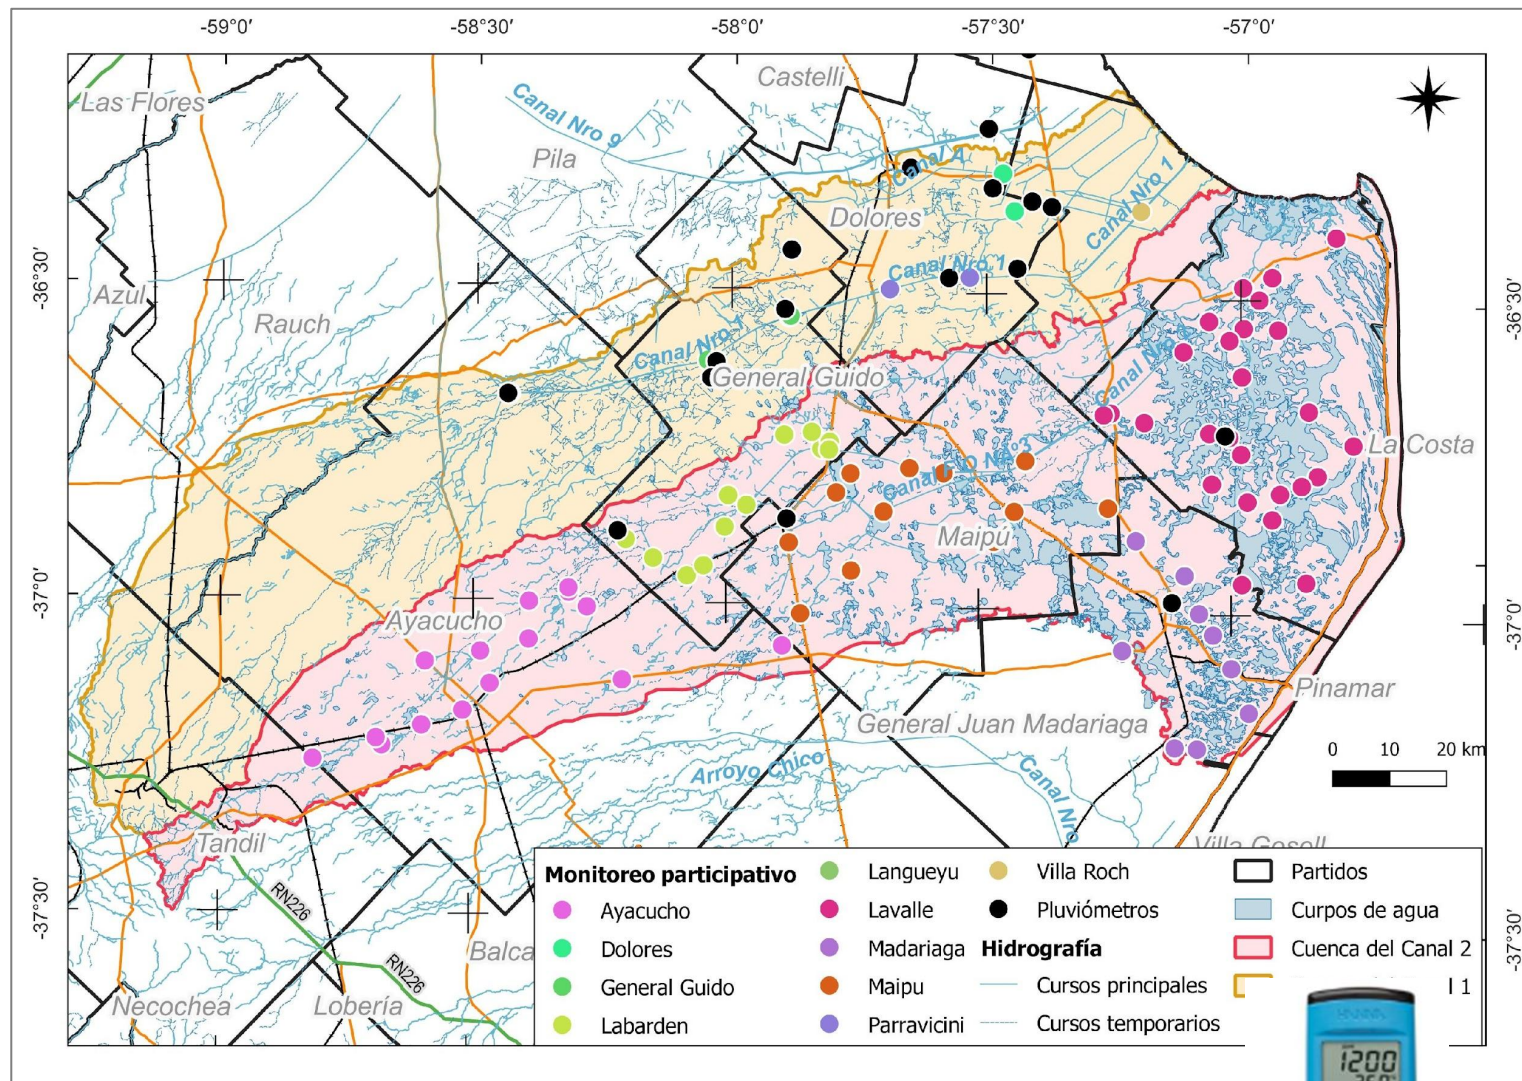 -59°0′ -58°30′ -58°0′ -57°30′ -57°0′
Castelli
Las Flores
Canal Nro 9
Pila
Canal A
Canal Nro 1
Dolores
-36°30′
Azul
Canal Nro 1
-36°30′
Rauch
Canal Nro 1
Canal Nro
General Guido
La Costa
Canal
Maipú
-37°0′
Ayacucho
-37°0′
Pinamar
General Juan Madariaga
0 10 20 km
Arroyo Chico
Canal Nro
Tandil
Villa Gesell
RN226
-37°30′
-37°30′
Balca
RN226
Necochea
Lobería
Monitoreo participativo
Ayacucho
Dolores
General Guido
Labarden
Langueyu
Lavalle
Madariaga
Maipu
Parravicini
Villa Roch
Pluviómetros
Hidrografía
Cursos principales
Cursos temporarios
Partidos
Curpos de agua
Cuenca del Canal 2
l 1
HANNA
1200